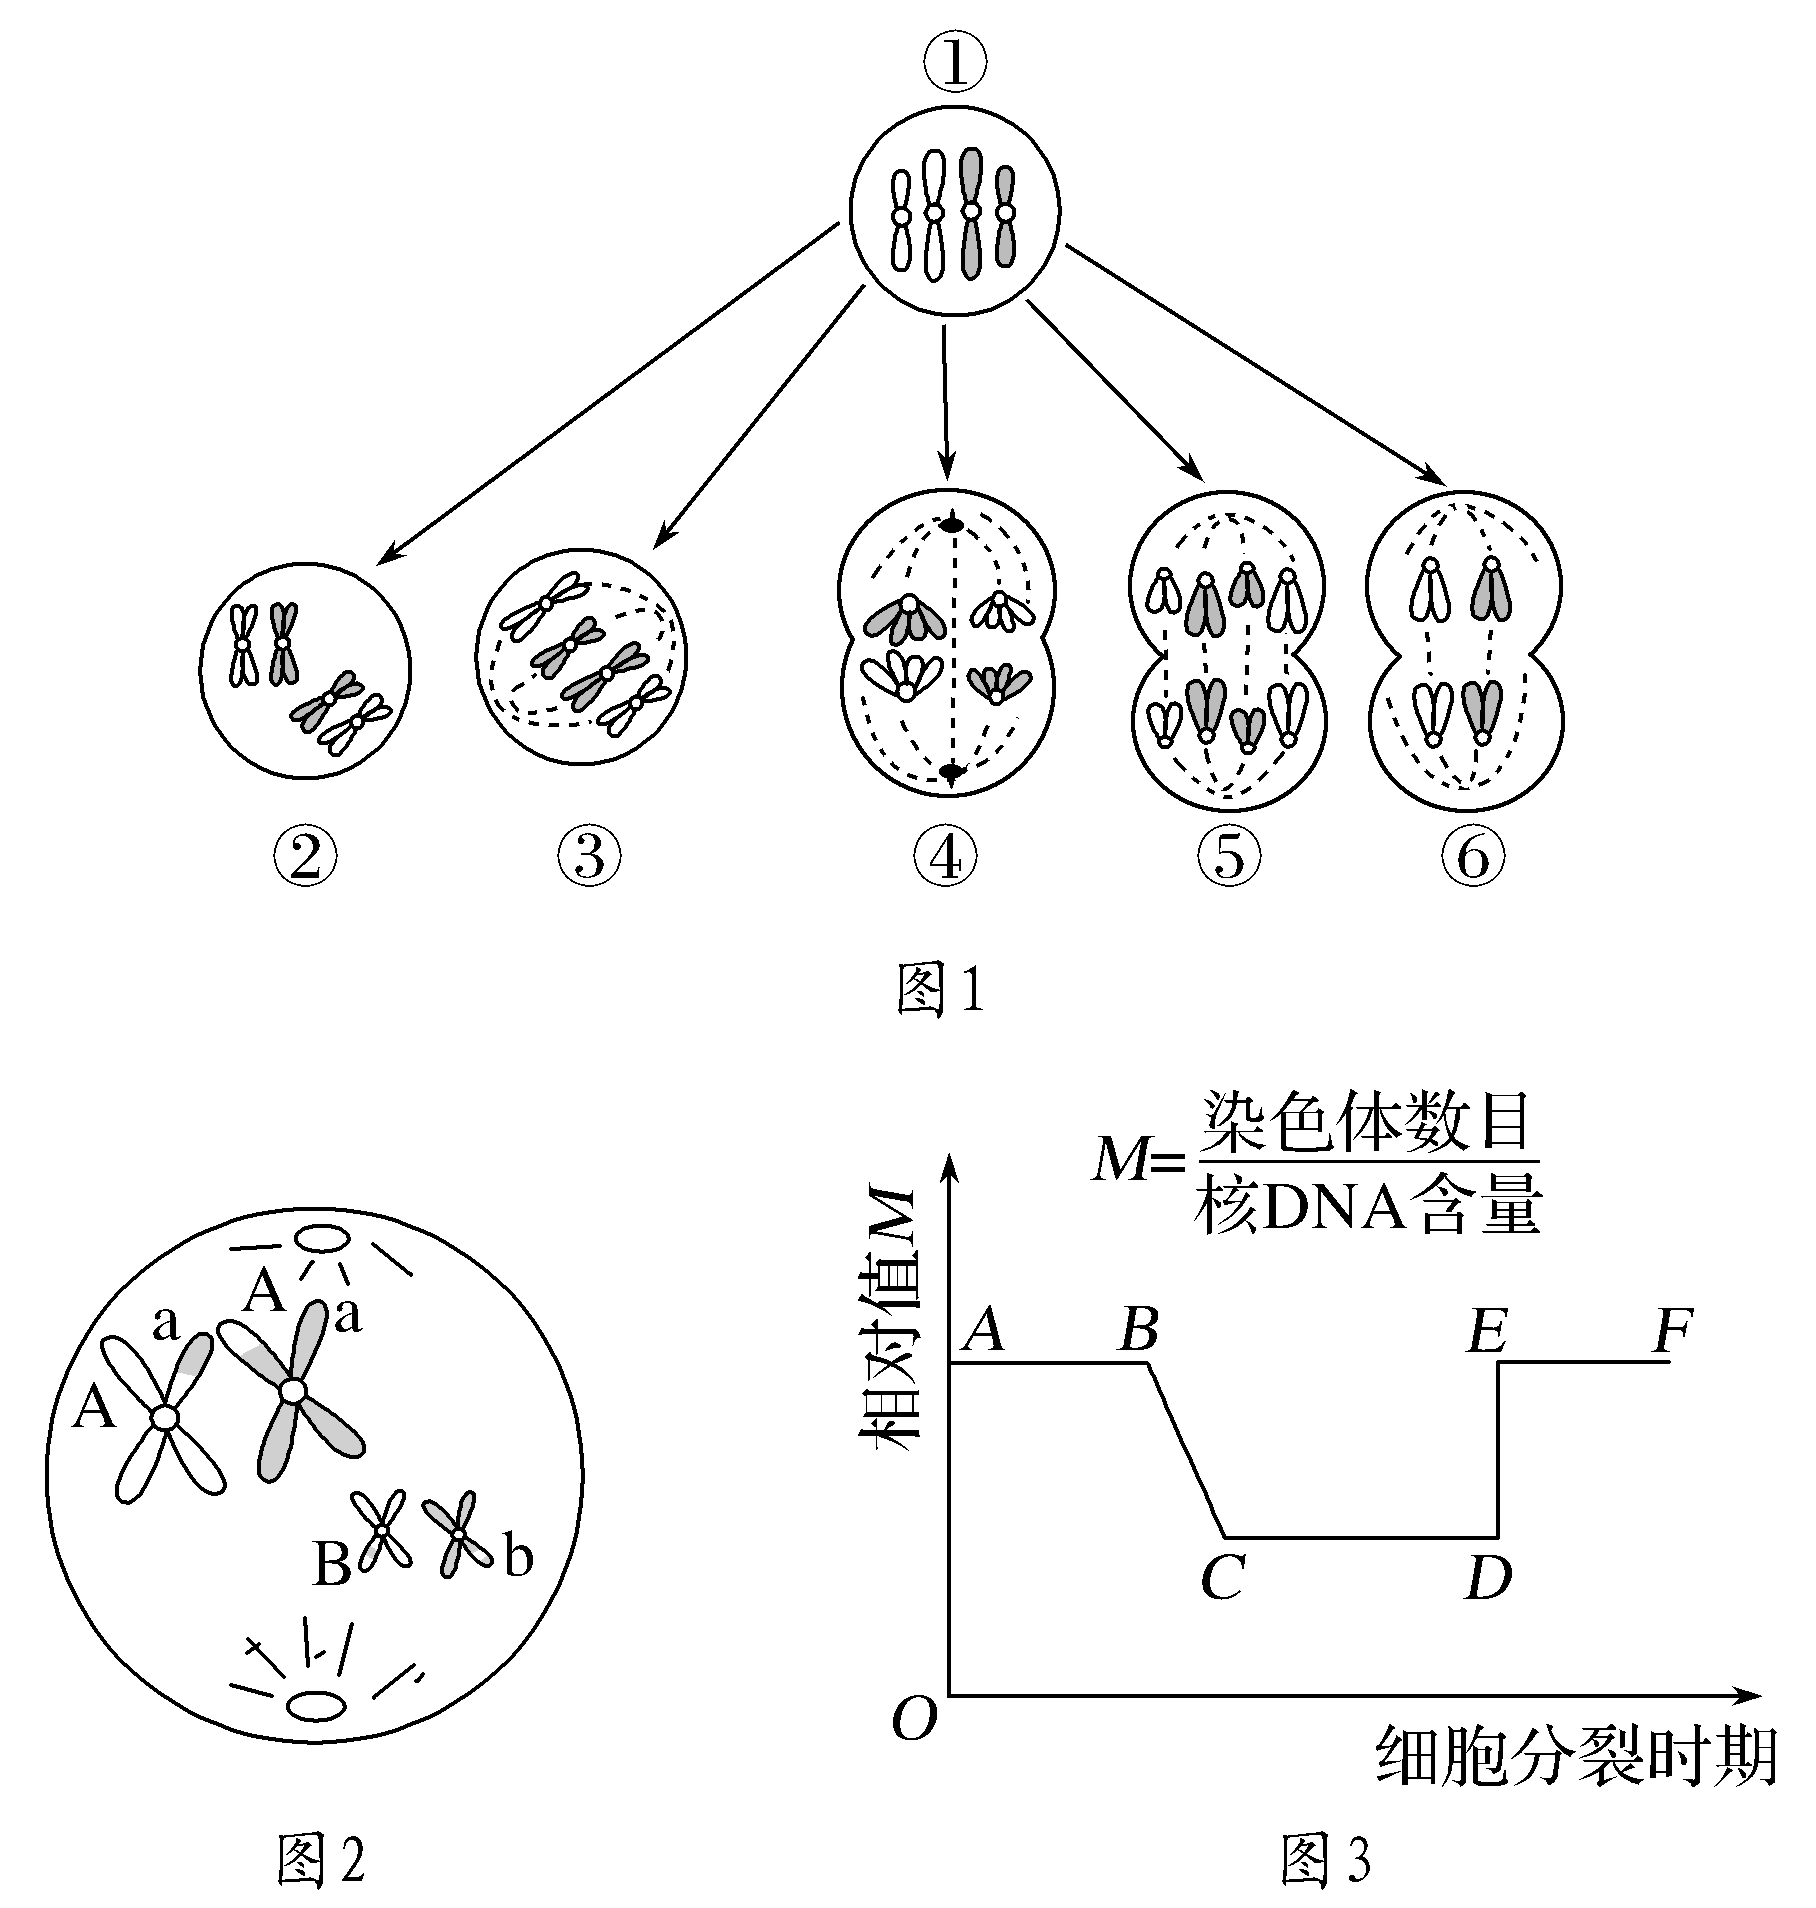 ①
② ③ ④ ⑤ ⑥
图1
M=染色体数目/核DNA含量
相对值M
A B E F
C D
O
细胞分裂时期
a A a
A
B b
图2 图3